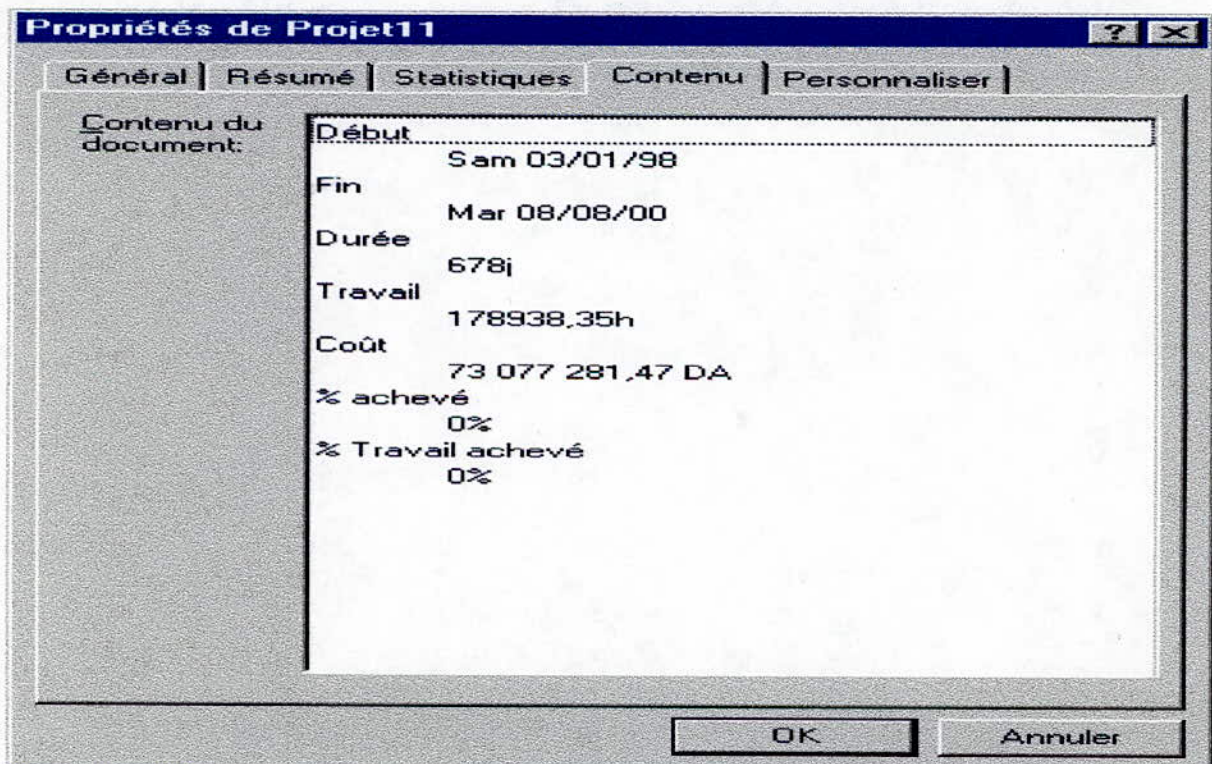 Propriétés de Projet11
Général Résumé Statistiques Contenu Personnaliser
Contenu du
document:
Début
Sam 03/01/98
Fin
Mar 08/08/00
Durée
678j
Travail
178938,35h
Coût
73 077 281,47 DA
% achevé
0%
% Travail achevé
0%
OK Annuler